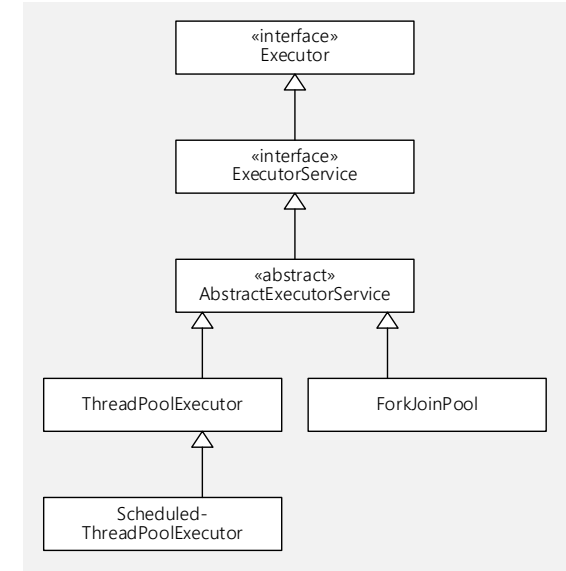 «interface»
Executor
«interface»
ExecutorService
«abstract»
AbstractExecutorService
ThreadPoolExecutor
ForkJoinPool
Scheduled-
ThreadPoolExecutor